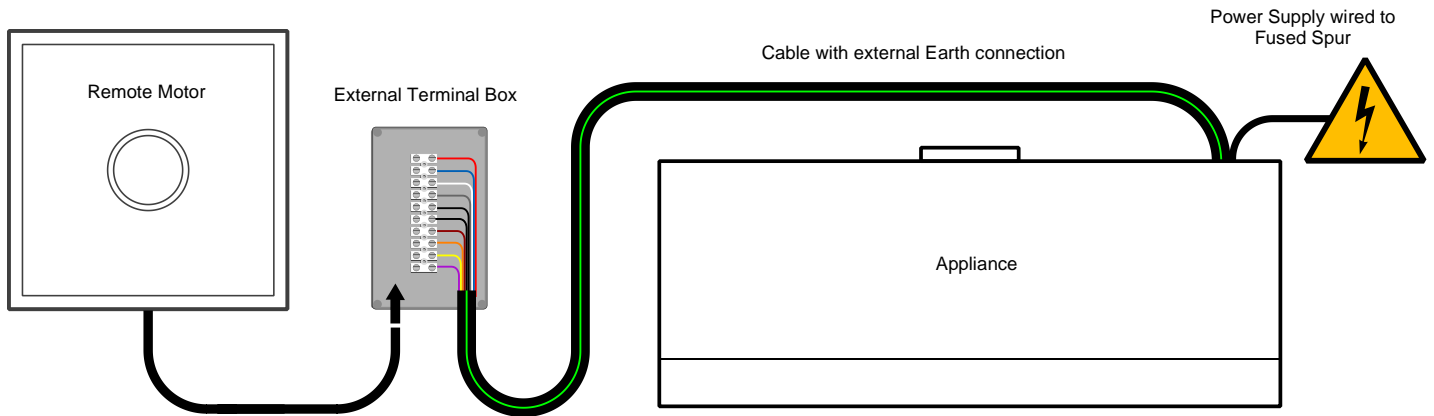 Power Supply wired to
Fused Spur
Cable with external Earth connection
Remote Motor
External Terminal Box
Appliance